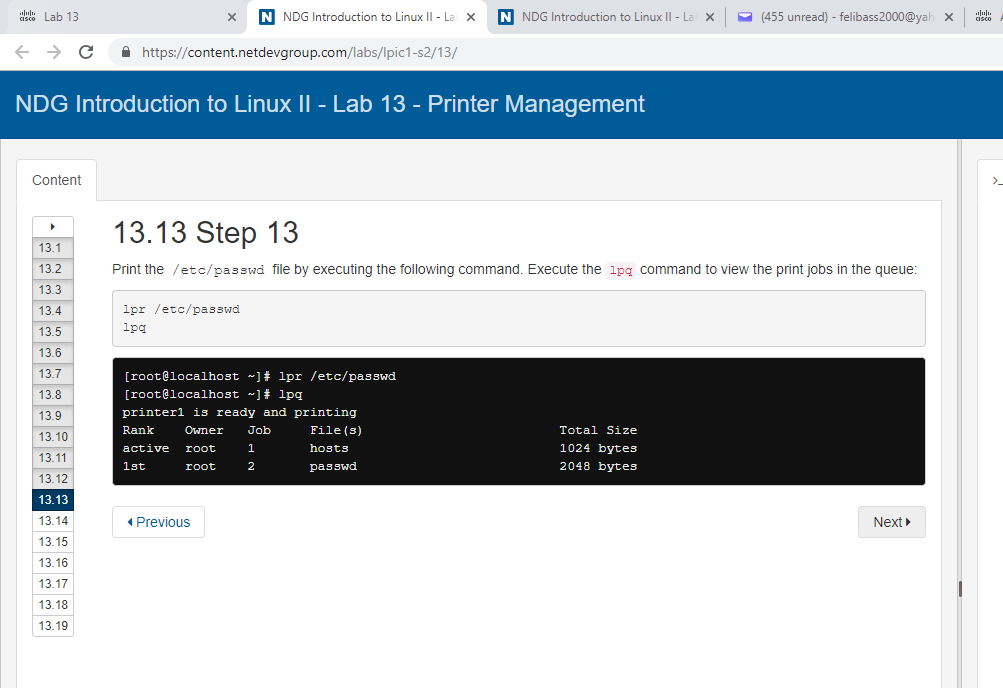 Lab 13
NDG Introduction to Linux II - La
NDG Introduction to Linux II - La
(455 unread) - felibass2000@yah
https://content.netdevgroup.com/labs/lpic1-s2/13/
NDG Introduction to Linux II - Lab 13 - Printer Management
Content
13.1
13.2
13.3
13.4
13.5
13.6
13.7
13.8
13.9
13.10
13.11
13.12
13.13
13.14
13.15
13.16
13.17
13.18
13.19
13.13 Step 13
Print the /etc/passwd file by executing the following command. Execute the lpq command to view the print jobs in the queue:
lpr /etc/passwd
lpq
[root@localhost ~]# lpr /etc/passwd
[root@localhost ~]# lpq
printer1 is ready and printing
Rank Owner Job File(s) Total Size
active root 1 hosts 1024 bytes
1st root 2 passwd 2048 bytes
Previous
Next